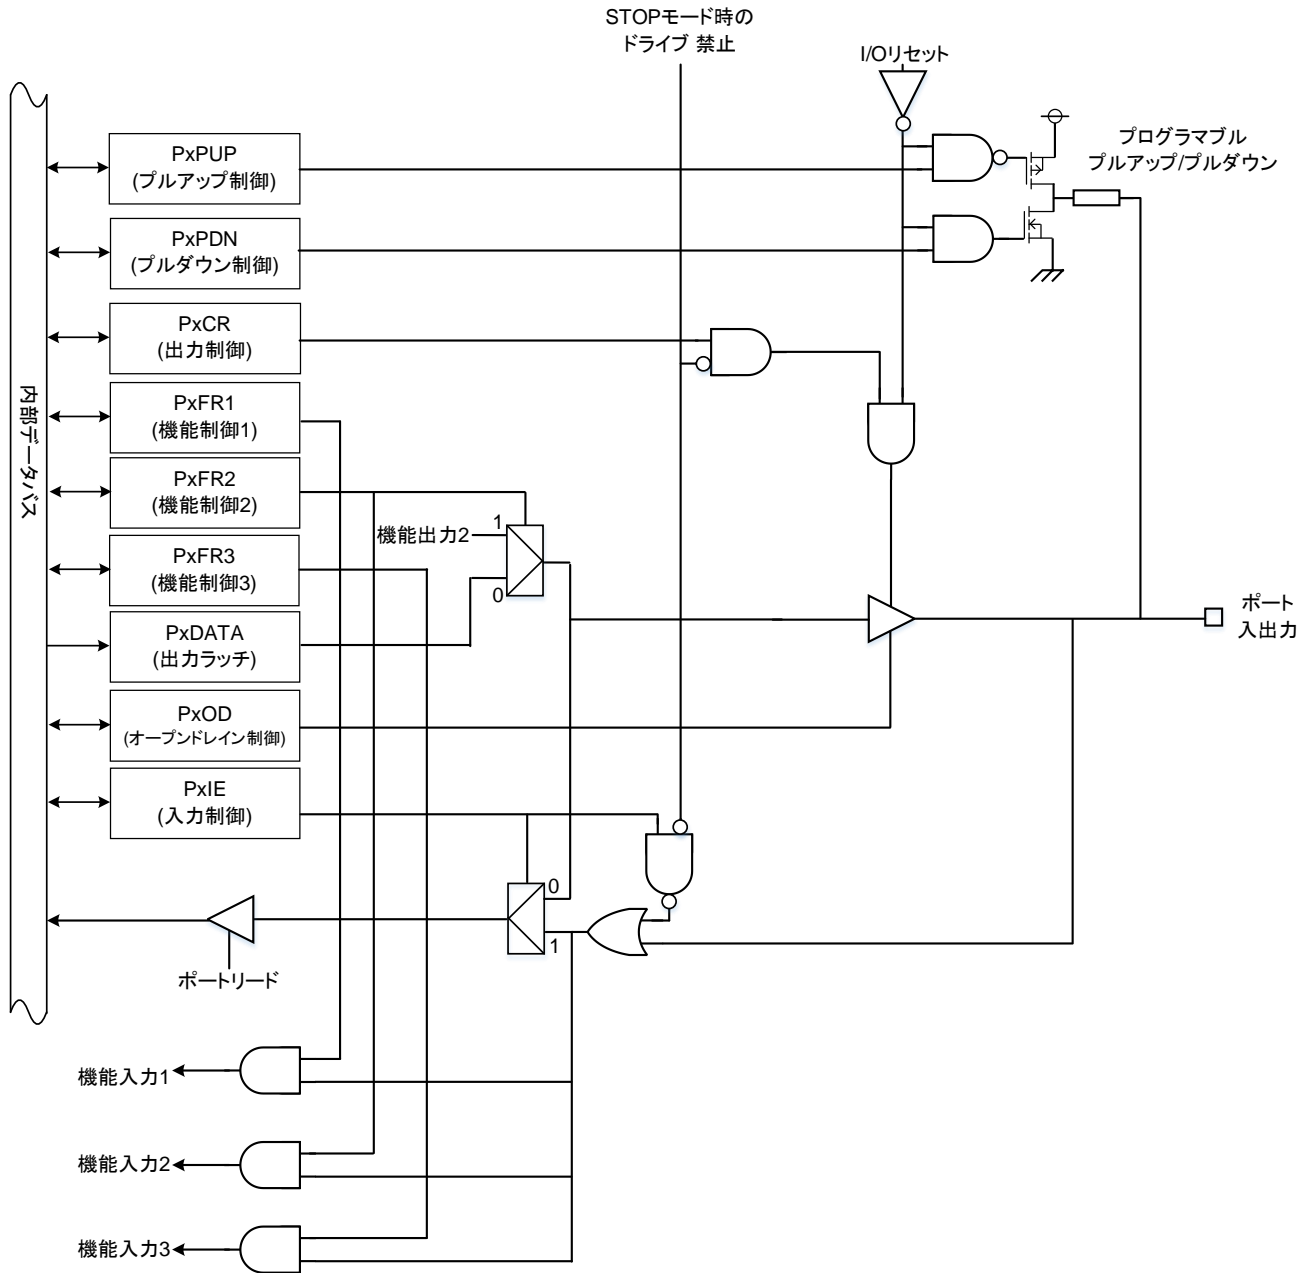 STOPモード時の
ドライブ 禁止
I/Oリセット
プログラマブル
プルアップ/プルダウン
PxPUP
(プルアップ制御)
PxPDN
(プルダウン制御)
PxCR
(出力制御)
内部データバス
PxFR1
(機能制御1)
PxFR2
(機能制御2)
機能出力2
1
0
PxFR3
(機能制御3)
PxDATA
(出力ラッチ)
ポート
入出力
PxOD
(オープンドレイン制御)
PxIE
(入力制御)
0
1
ポートリード
機能入力1
機能入力2
機能入力3